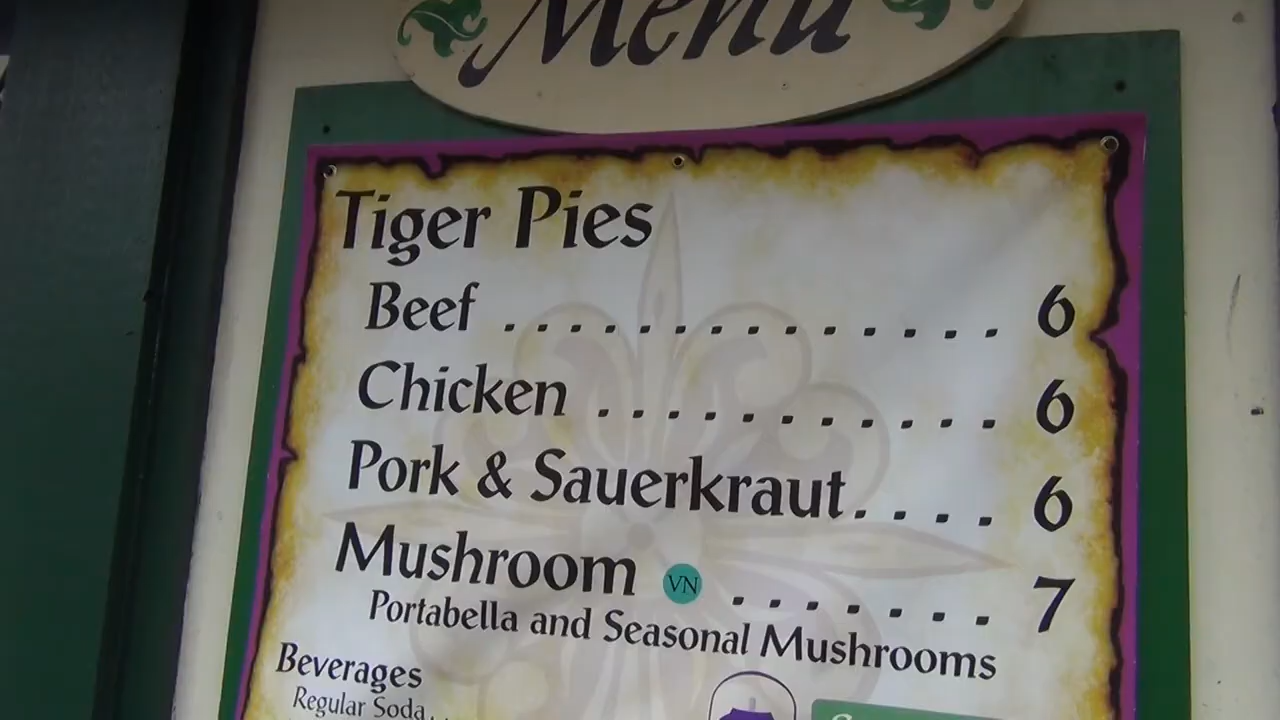 Menu
Tiger Pies
Beef . . . . . . . . . . . . . . . 6
Chicken . . . . . . . . . . . . 6
Pork & Sauerkraut. . . . 6
Mushroom VN . . . . . . . 7
Portabella and Seasonal Mushrooms
Beverages
Regular Soda. .